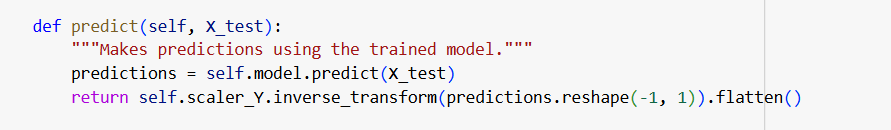 def predict(self, X_test):
    """Makes predictions using the trained model."""
    predictions = self.model.predict(X_test)
    return self.scaler_Y.inverse_transform(predictions.reshape(-1, 1)).flatten()